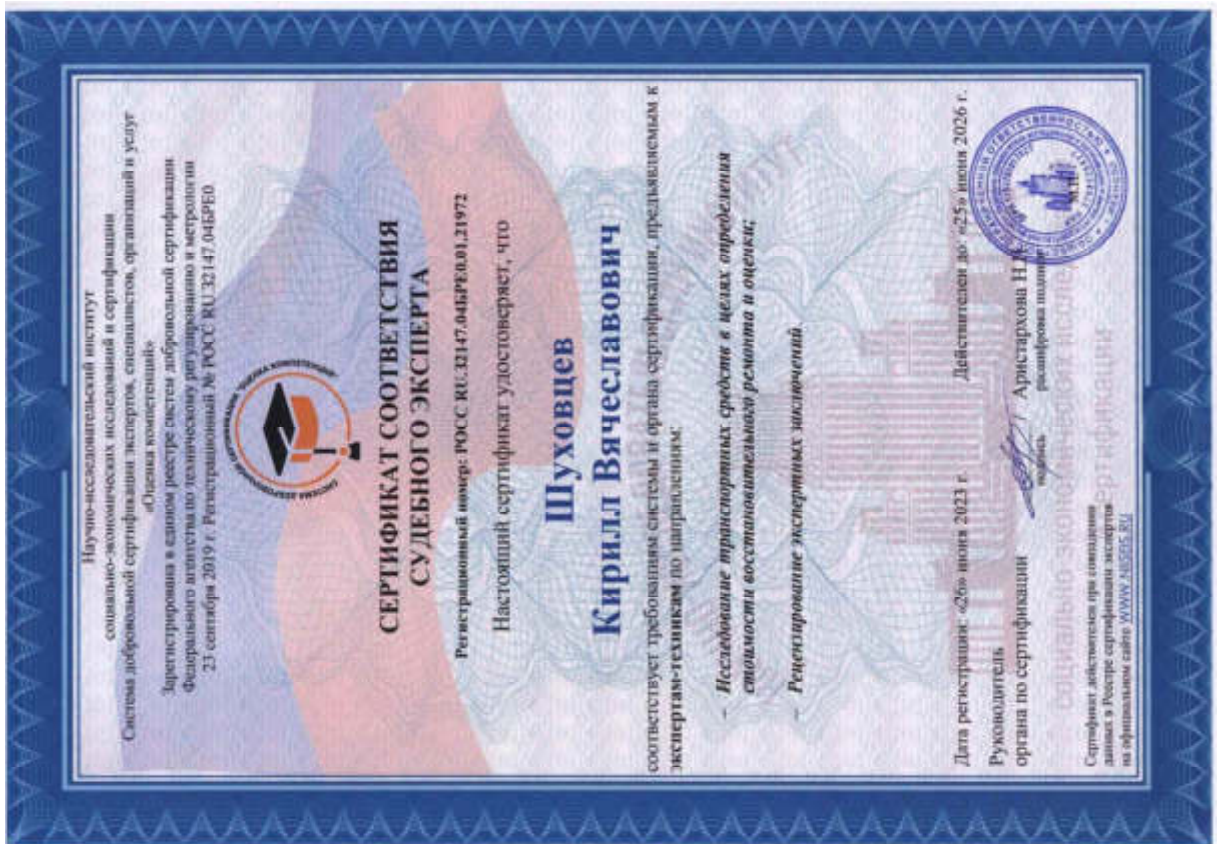 Научно-исследовательский институт
социально-экономических исследований и сертификации
Система добровольной сертификации экспертов, специалистов, организаций и услуг
«Оценка компетенций»
Зарегистрирована в едином реестре систем добровольной сертификации
Федерального агентства по техническому регулированию и метрологии
23 сентября 2019 г. Регистрационный № РОСС RU 32147.04БРЕ0
СИСТЕМА ДОБРОВОЛЬНОЙ СЕРТИФИКАЦИИ "ОЦЕНКА КОМПЕТЕНЦИЙ"
СЕРТИФИКАТ СООТВЕТСТВИЯ
СУДЕБНОГО ЭКСПЕРТА
Регистрационный номер: РОСС RU.32147.04БРЕ0.01.21972
Настоящий сертификат удостоверяет, что
Шуховцев
Кирилл Вячеславович
соответствует требованиям системы и органа сертификации, предъявляемым к
экспертам-техникам по направлениям:
- Исследование транспортных средств в целях определения
стоимости восстановительного ремонта и оценки;
- Рецензирование экспертных заключений.
Дата регистрации: «26» июня 2023 г. Действителен до: «25» июня 2026 г.
Руководитель
органа по сертификации / Аристархова Н.
подпись расшифровка подписи
М.П.
Сертификат действителен при совпадении
данных в Реестре сертификации экспертов
на официальном сайте